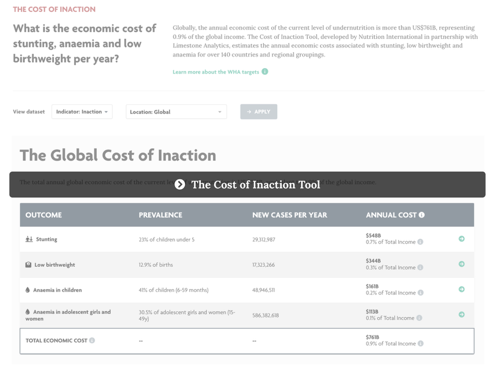 THE COST OF INACTION
What is the economic cost of
stunting, anaemia and low
birthweight per year?
Globally, the annual economic cost of the current level of undernutrition is more than US$761B, representing
0.9% of the global income. The Cost of Inaction Tool, developed by Nutrition International in partnership with
Limestone Analytics, estimates the annual economic costs associated with stunting, low birthweight and
anaemia for over 140 countries and regional groupings.
Learn more about the WHA targets
View dataset
Indicator: Inaction
Location: Global
APPLY
The Global Cost of Inaction
The total annual global economic cost of the current
of the global income.
The Cost of Inaction Tool
OUTCOME PREVALENCE NEW CASES PER YEAR ANNUAL COST
Stunting 23% of children under 5 29,312,987 $548B
0.7% of Total Income
Low birthweight 12.9% of births 17,323,266 $344B
0.3% of Total Income
Anaemia in children 41% of children (6-59 months) 48,946,511 $161B
0.2% of Total Income
Anaemia in adolescent girls and women 30.5% of adolescent girls and women (15-49y) 586,382,618 $113B
0.1% of Total Income
TOTAL ECONOMIC COST — — $761B
0.9% of Total Income